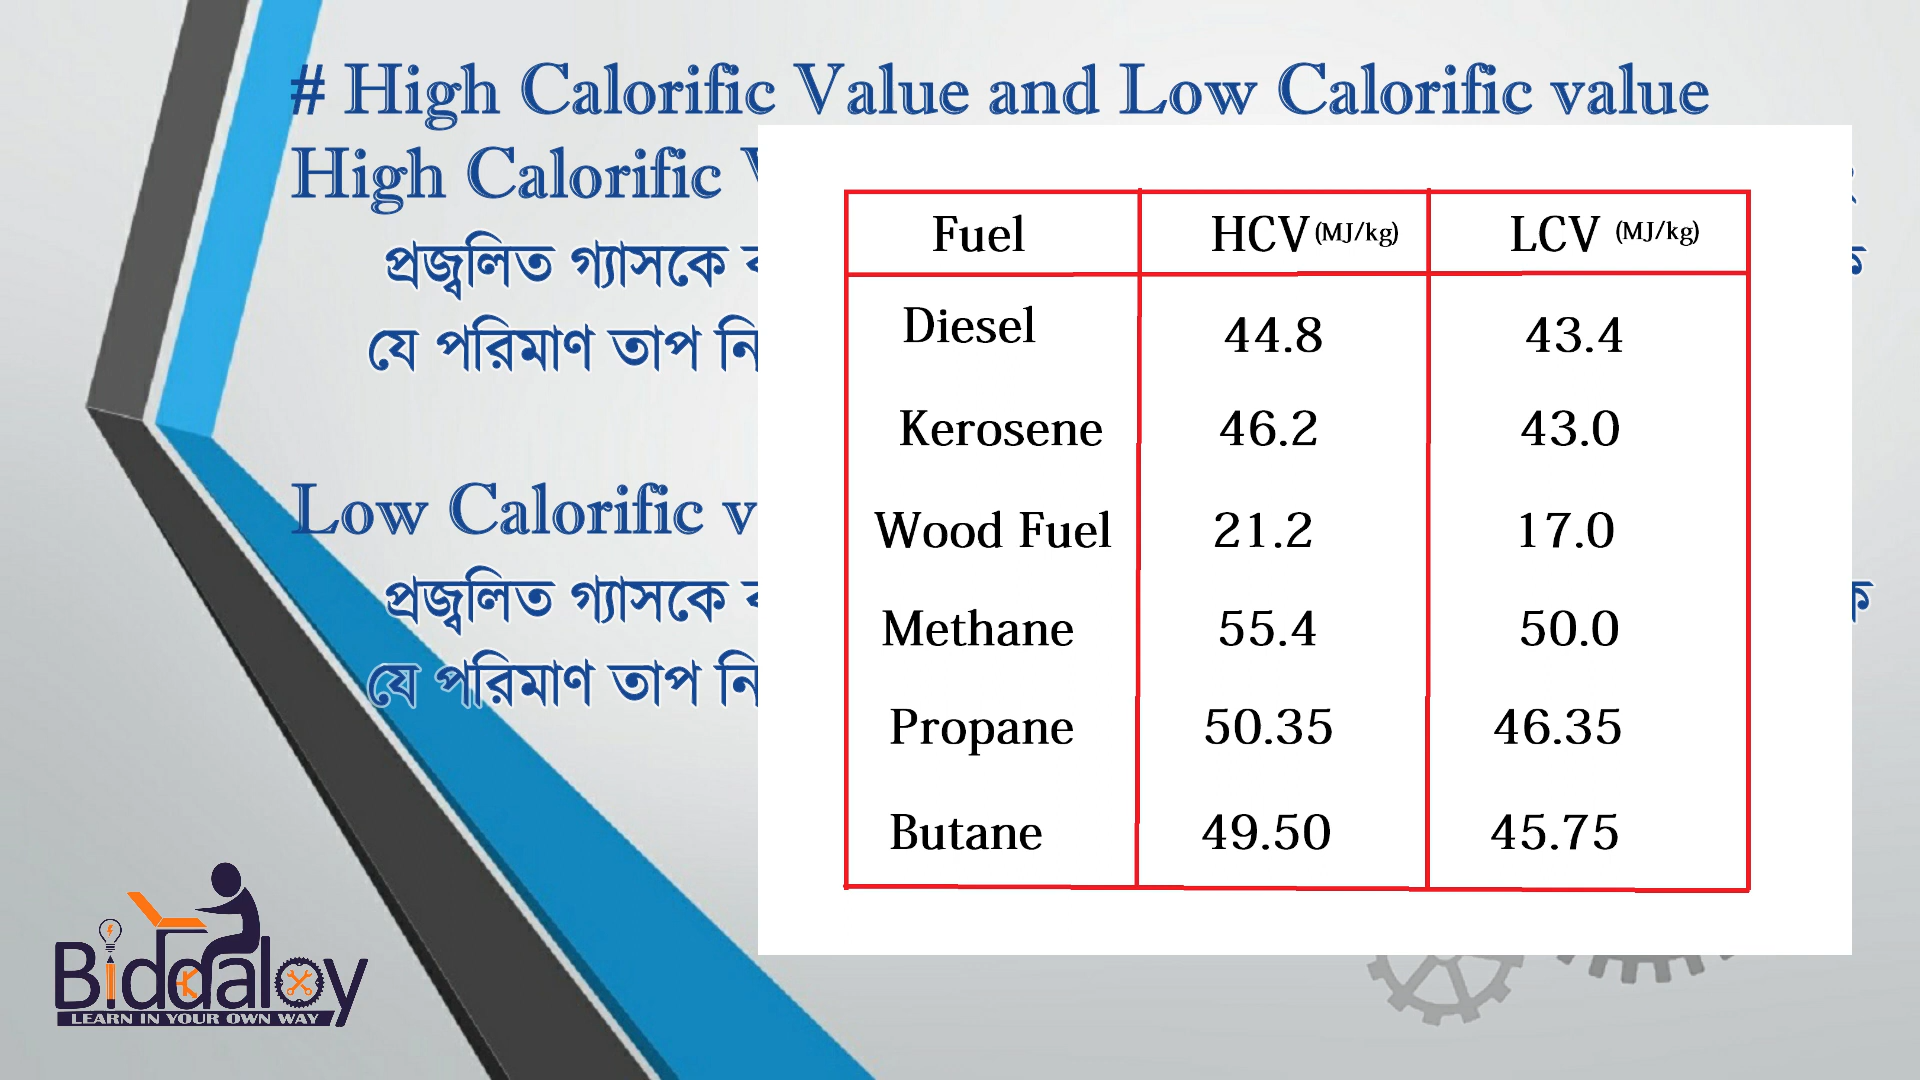 # High Calorific Value and Low Calorific value
High Calorific
প্রজ্বলিত গ্যাসকে
যে পরিমাণ তাপ
Low Calorific
প্রজ্বলিত গ্যাসকে
যে পরিমাণ তাপ
Fuel HCV (MJ/kg) LCV (MJ/kg)
Diesel 44.8 43.4
Kerosene 46.2 43.0
Wood Fuel 21.2 17.0
Methane 55.4 50.0
Propane 50.35 46.35
Butane 49.50 45.75
Biddaloy
LEARN IN YOUR OWN WAY